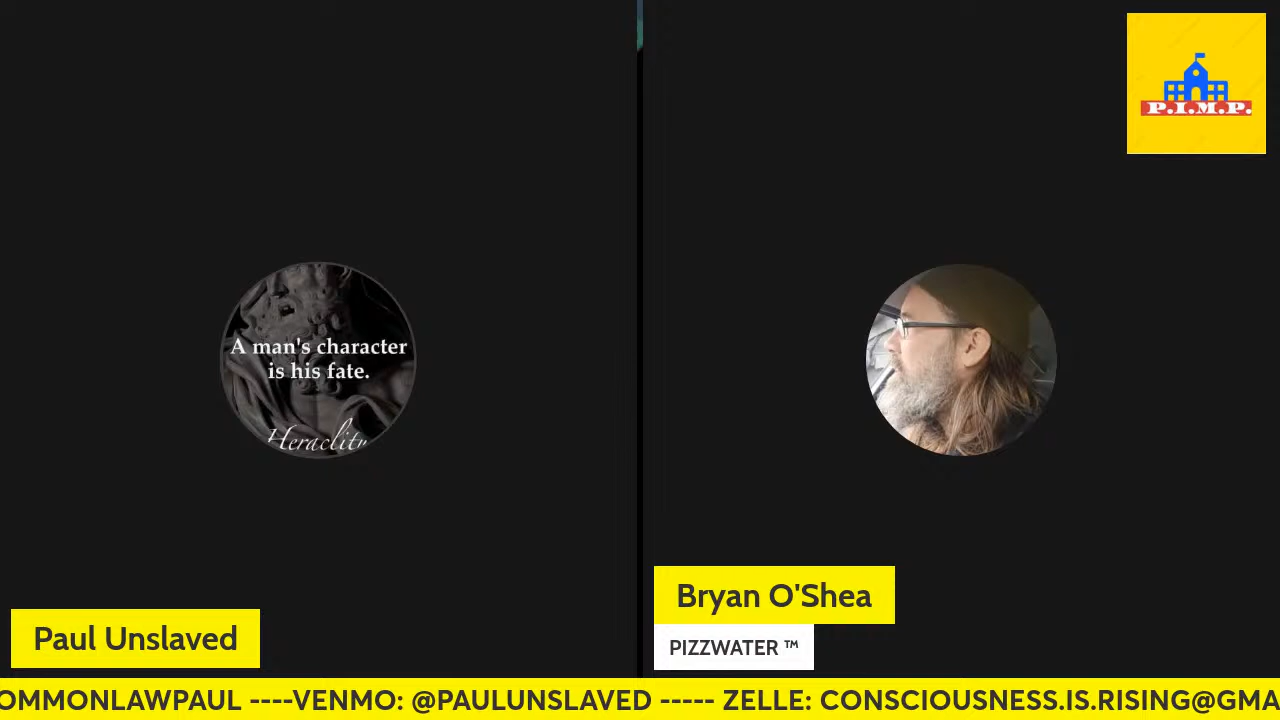 P.I.M.P.
A man's character
is his fate.
Paul Unslaved
Bryan O'Shea
PIZZWATER ™
OMMONLAWPAUL ----VENMO: @PAULUNSLAVED ----- ZELLE: CONSCIOUSNESS.IS.RISING@GMA